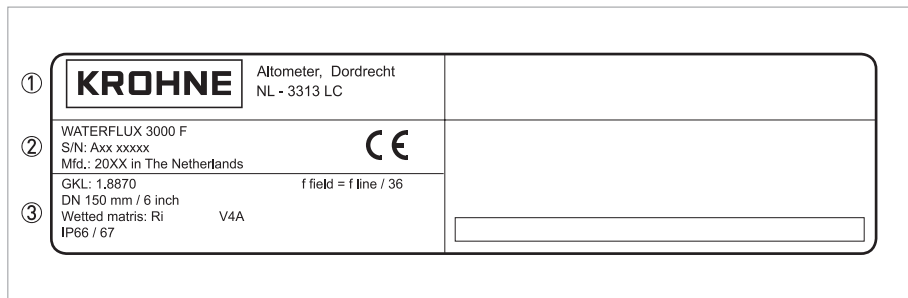 ①
KROHNE
Altometer, Dordrecht
NL - 3313 LC
②
WATERFLUX 3000 F
S/N: Axx xxxxx
Mfd.: 20XX in The Netherlands
CE
③
GKL: 1.8870 f field = f line / 36
DN 150 mm / 6 inch
Wetted matris: Ri V4A
IP66 / 67